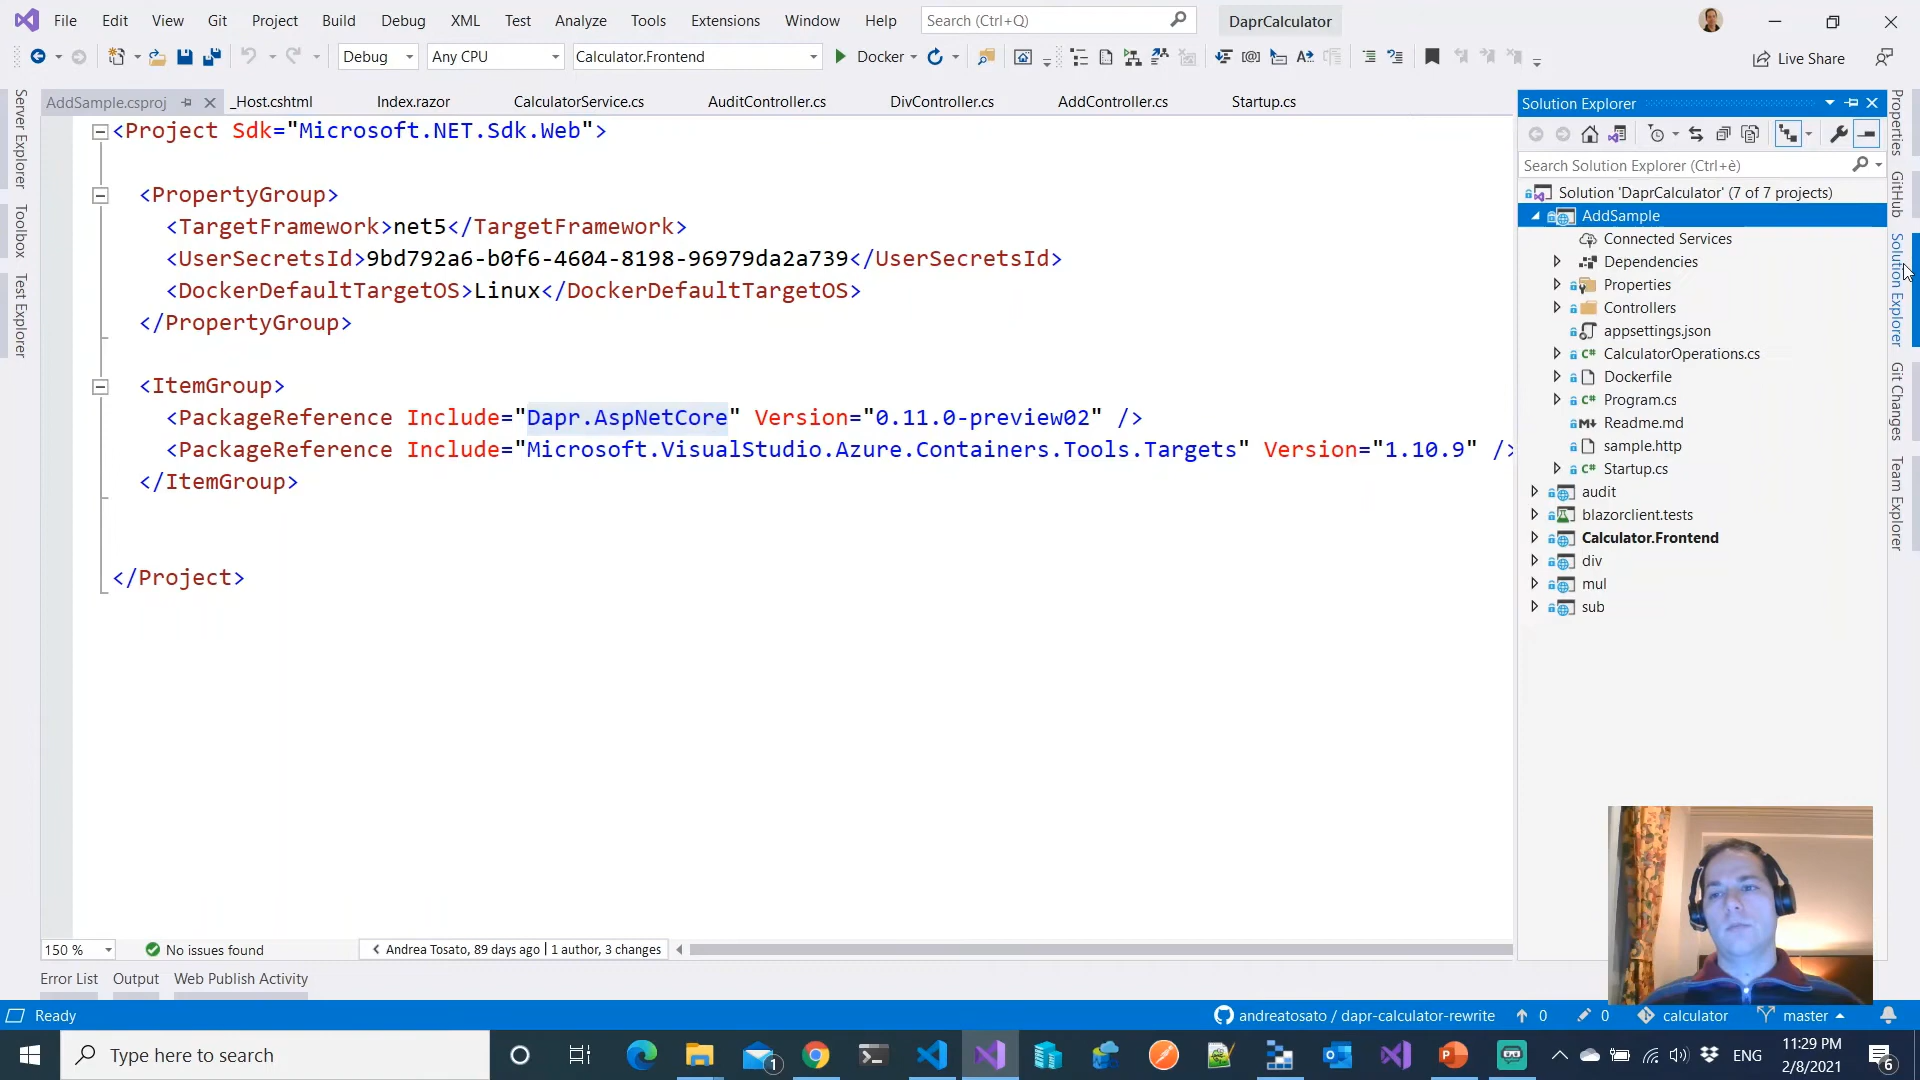 File Edit View Git Project Build Debug XML Test Analyze Tools Extensions Window Help Search (Ctrl+Q) DaprCalculator
Debug Any CPU Calculator.Frontend Docker Live Share
AddSample.csproj _Host.cshtml Index.razor CalculatorService.cs AuditController.cs DivController.cs AddController.cs Startup.cs
Server Explorer
Toolbox
Test Explorer
<Project Sdk="Microsoft.NET.Sdk.Web">
<PropertyGroup>
<TargetFramework>net5</TargetFramework>
<UserSecretsId>9bd792a6-b0f6-4604-8198-96979da2a739</UserSecretsId>
<DockerDefaultTargetOS>Linux</DockerDefaultTargetOS>
</PropertyGroup>
<ItemGroup>
<PackageReference Include="Dapr.AspNetCore" Version="0.11.0-preview02" />
<PackageReference Include="Microsoft.VisualStudio.Azure.Containers.Tools.Targets" Version="1.10.9" />
</ItemGroup>
</Project>
Solution Explorer
Search Solution Explorer (Ctrl+è)
Solution 'DaprCalculator' (7 of 7 projects)
AddSample
Connected Services
Dependencies
Properties
Controllers
appsettings.json
C# CalculatorOperations.cs
Dockerfile
C# Program.cs
Readme.md
sample.http
C# Startup.cs
audit
blazorclient.tests
Calculator.Frontend
div
mul
sub
Properties
GitHub
Solution Explorer
Git Changes
Team Explorer
150 % No issues found Andrea Tosato, 89 days ago | 1 author, 3 changes
Error List Output Web Publish Activity
Ready andreatosato / dapr-calculator-rewrite 0 0 calculator master
Type here to search 1 ENG 11:29 PM
2/8/2021 6